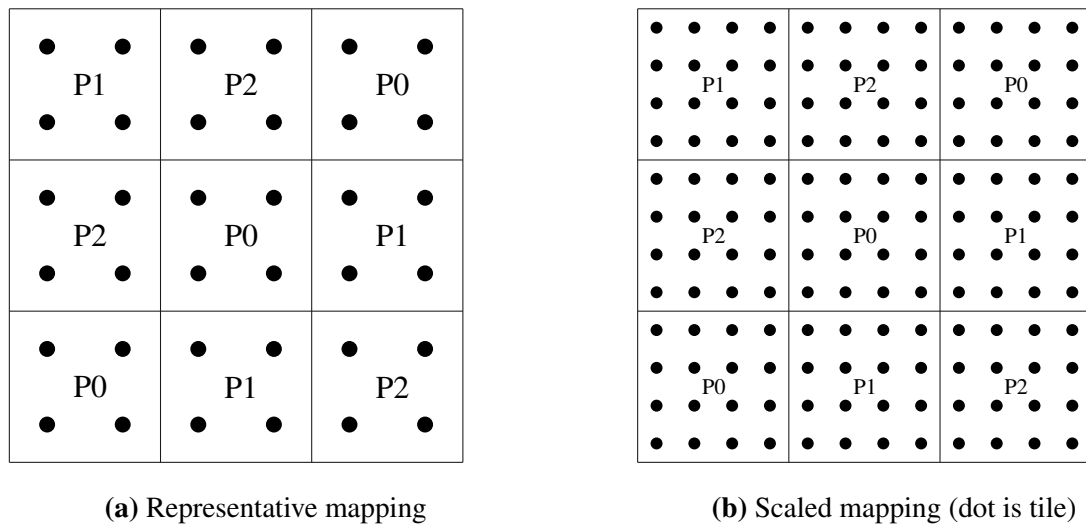 P1 P2 P0
P2 P0 P1
P0 P1 P2
(a) Representative mapping
P1 P2 P0
P2 P0 P1
P0 P1 P2
(b) Scaled mapping (dot is tile)